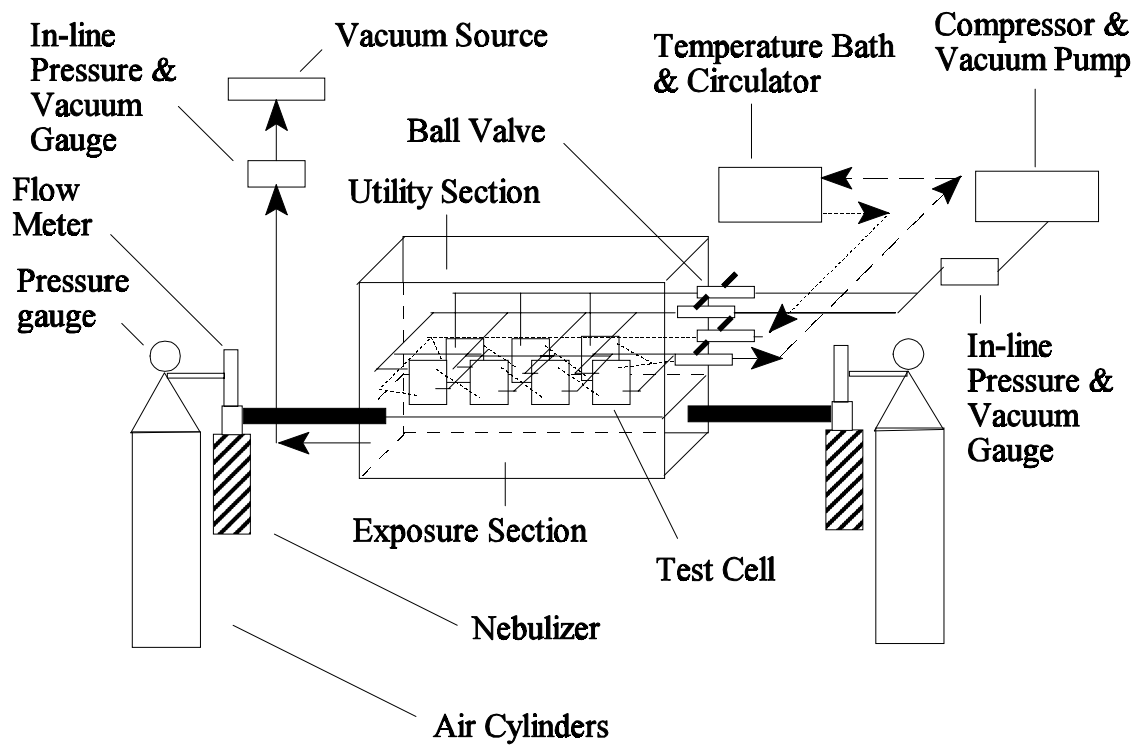 In-line
Pressure &
Vacuum
Gauge
Vacuum Source
Temperature Bath
& Circulator
Compressor &
Vacuum Pump
Ball Valve
Flow
Meter
Utility Section
Pressure
gauge
In-line
Pressure &
Vacuum
Gauge
Exposure Section
Test Cell
Nebulizer
Air Cylinders